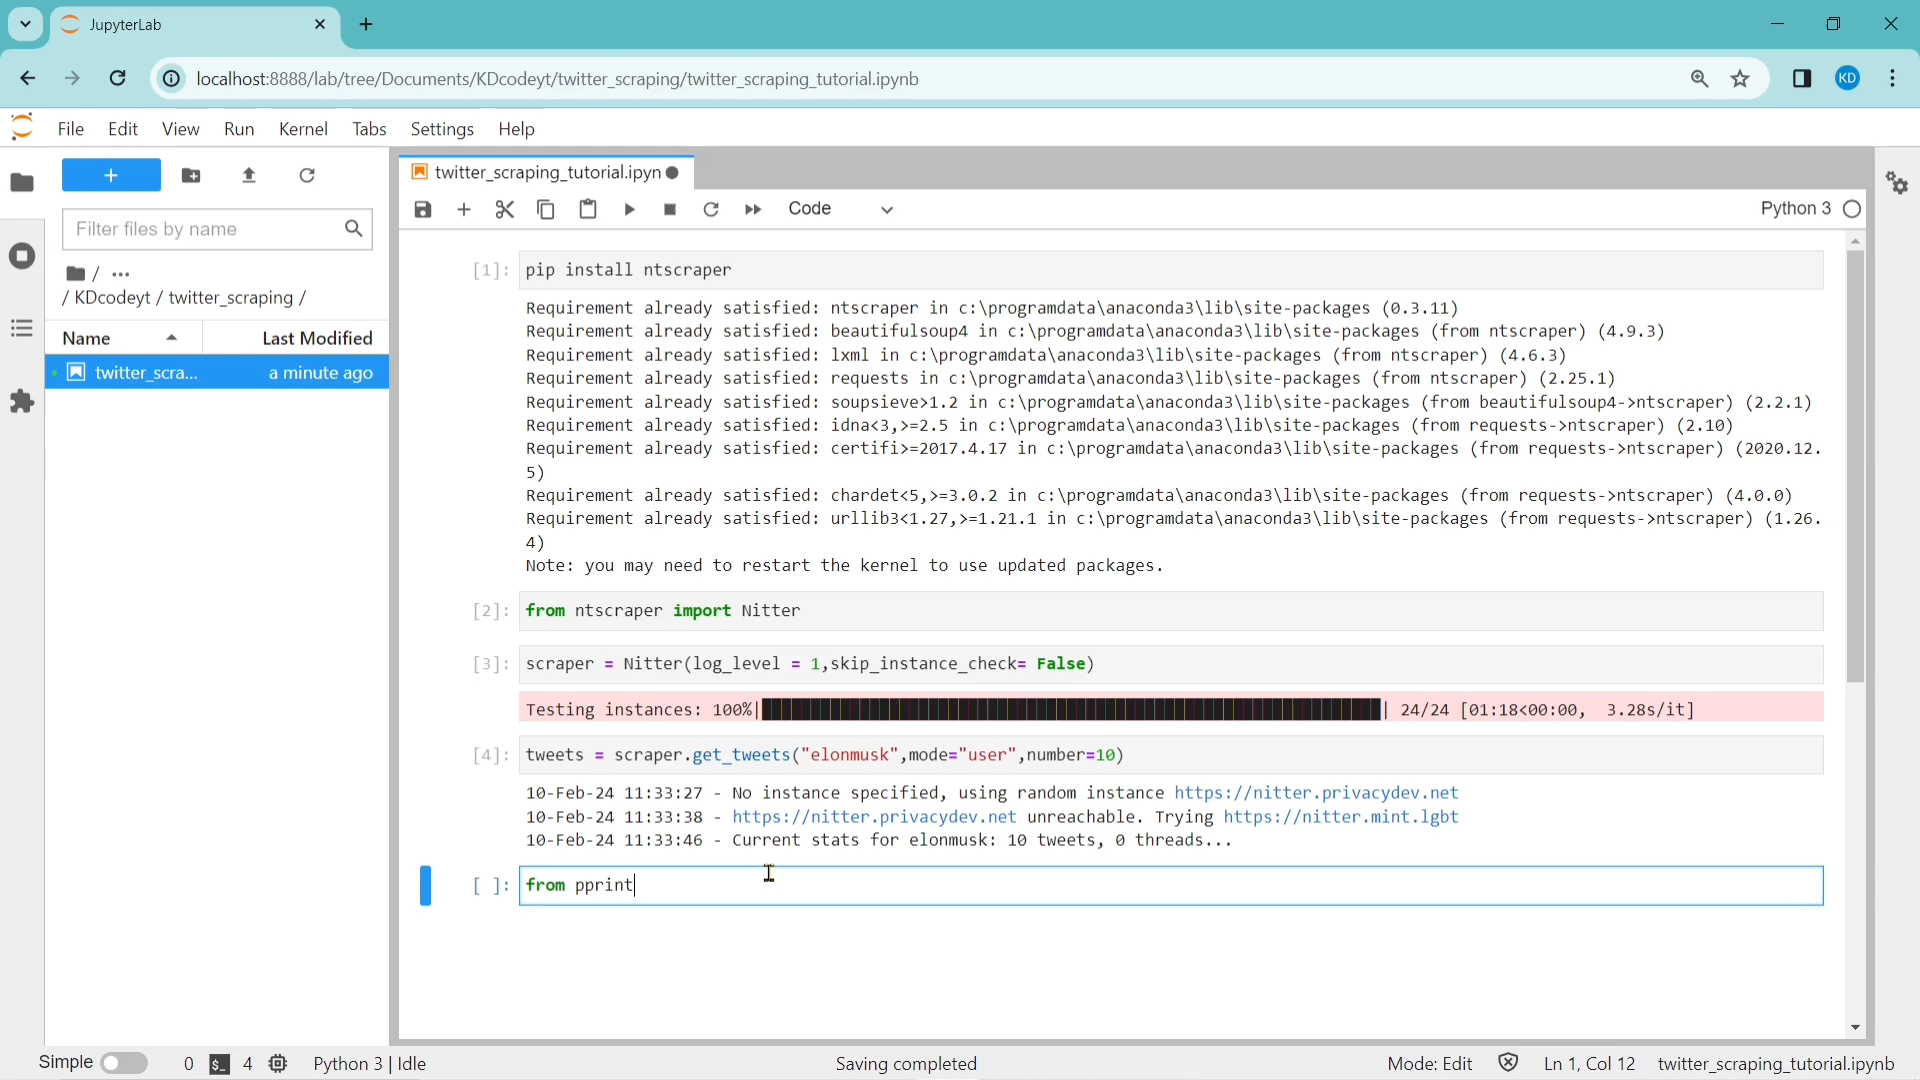 JupyterLab
localhost:8888/lab/tree/Documents/KDcodeyt/twitter_scraping/twitter_scraping_tutorial.ipynb
KD
File Edit View Run Kernel Tabs Settings Help
twitter_scraping_tutorial.ipyn
Code
Python 3
Filter files by name
/ ...
/ KDcodeyt / twitter_scraping /
Name Last Modified
twitter_scra... a minute ago
[1]: pip install ntscraper
Requirement already satisfied: ntscraper in c:\programdata\anaconda3\lib\site-packages (0.3.11)
Requirement already satisfied: beautifulsoup4 in c:\programdata\anaconda3\lib\site-packages (from ntscraper) (4.9.3)
Requirement already satisfied: lxml in c:\programdata\anaconda3\lib\site-packages (from ntscraper) (4.6.3)
Requirement already satisfied: requests in c:\programdata\anaconda3\lib\site-packages (from ntscraper) (2.25.1)
Requirement already satisfied: soupsieve>1.2 in c:\programdata\anaconda3\lib\site-packages (from beautifulsoup4->ntscraper) (2.2.1)
Requirement already satisfied: idna<3,>=2.5 in c:\programdata\anaconda3\lib\site-packages (from requests->ntscraper) (2.10)
Requirement already satisfied: certifi>=2017.4.17 in c:\programdata\anaconda3\lib\site-packages (from requests->ntscraper) (2020.12.
5)
Requirement already satisfied: chardet<5,>=3.0.2 in c:\programdata\anaconda3\lib\site-packages (from requests->ntscraper) (4.0.0)
Requirement already satisfied: urllib3<1.27,>=1.21.1 in c:\programdata\anaconda3\lib\site-packages (from requests->ntscraper) (1.26.
4)
Note: you may need to restart the kernel to use updated packages.
[2]: from ntscraper import Nitter
[3]: scraper = Nitter(log_level = 1,skip_instance_check= False)
Testing instances: 100%| | 24/24 [01:18<00:00, 3.28s/it]
[4]: tweets = scraper.get_tweets("elonmusk",mode="user",number=10)
10-Feb-24 11:33:27 - No instance specified, using random instance https://nitter.privacydev.net
10-Feb-24 11:33:38 - https://nitter.privacydev.net unreachable. Trying https://nitter.mint.lgbt
10-Feb-24 11:33:46 - Current stats for elonmusk: 10 tweets, 0 threads...
[ ]: from pprint
Simple 0 $_ 4 Python 3 | Idle Saving completed Mode: Edit Ln 1, Col 12 twitter_scraping_tutorial.ipynb